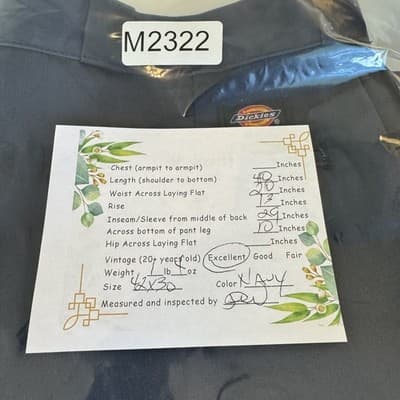 M2322
Dickies
Chest (armpit to armpit) Inches
Length (shoulder to bottom) 40 Inches
Waist Across Laying Flat Inches
Rise 12 Inches
Inseam/Sleeve from middle of back 29 Inches
Across bottom of pant leg 10 Inches
Hip Across Laying Flat Inches
Vintage (20+ years old) Excellent Good Fair
Weight 1 lb oz
Size 42x30 Color Navy
Measured and inspected by